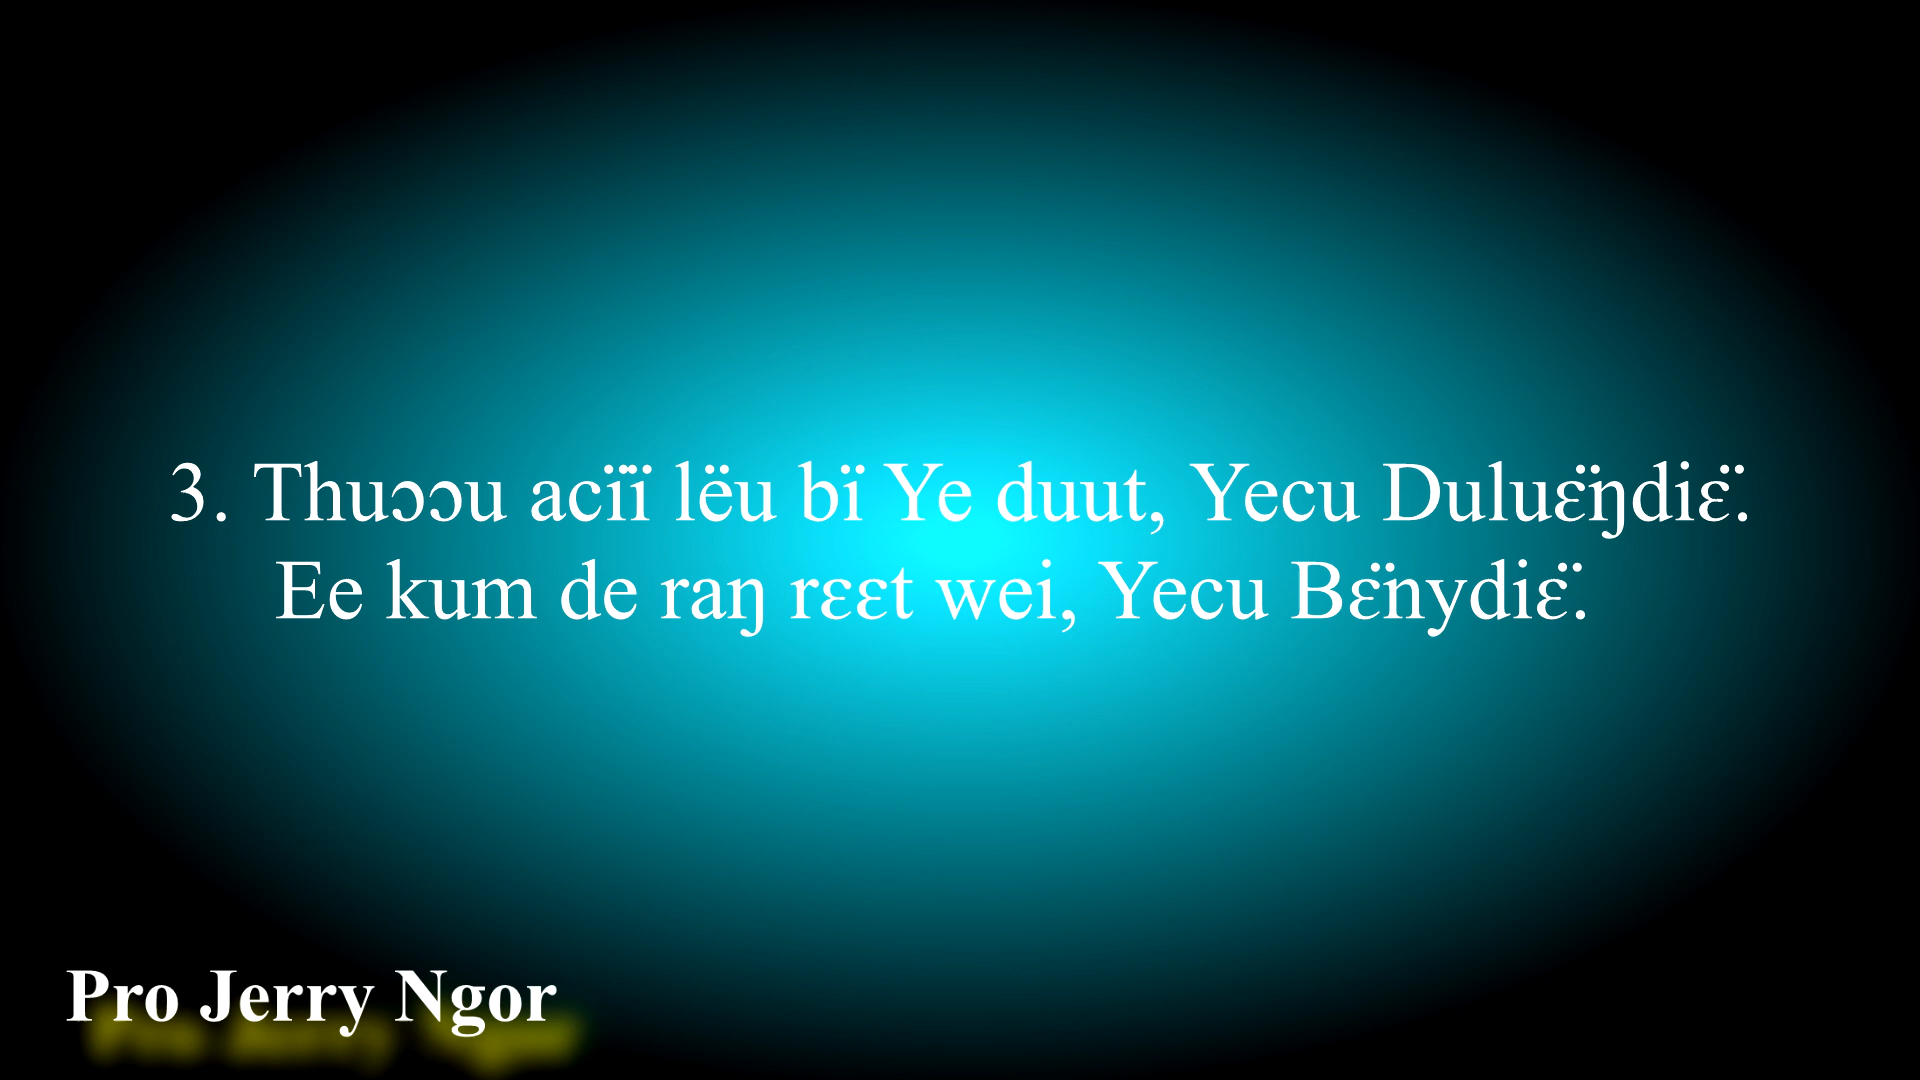 3. Thuɔɔu acïï lëu bï Ye duut, Yecu Duluɛ̈ŋdiɛ̈.
Ee kum de raŋ rɛɛt wei, Yecu Bɛ̈nydiɛ̈.
Pro Jerry Ngor